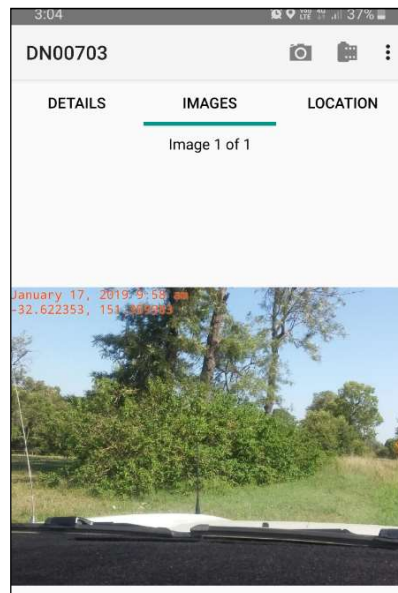 3:04 37%
DN00703
DETAILS IMAGES LOCATION
Image 1 of 1
January 17, 2019 9:58 am
-32.622353,